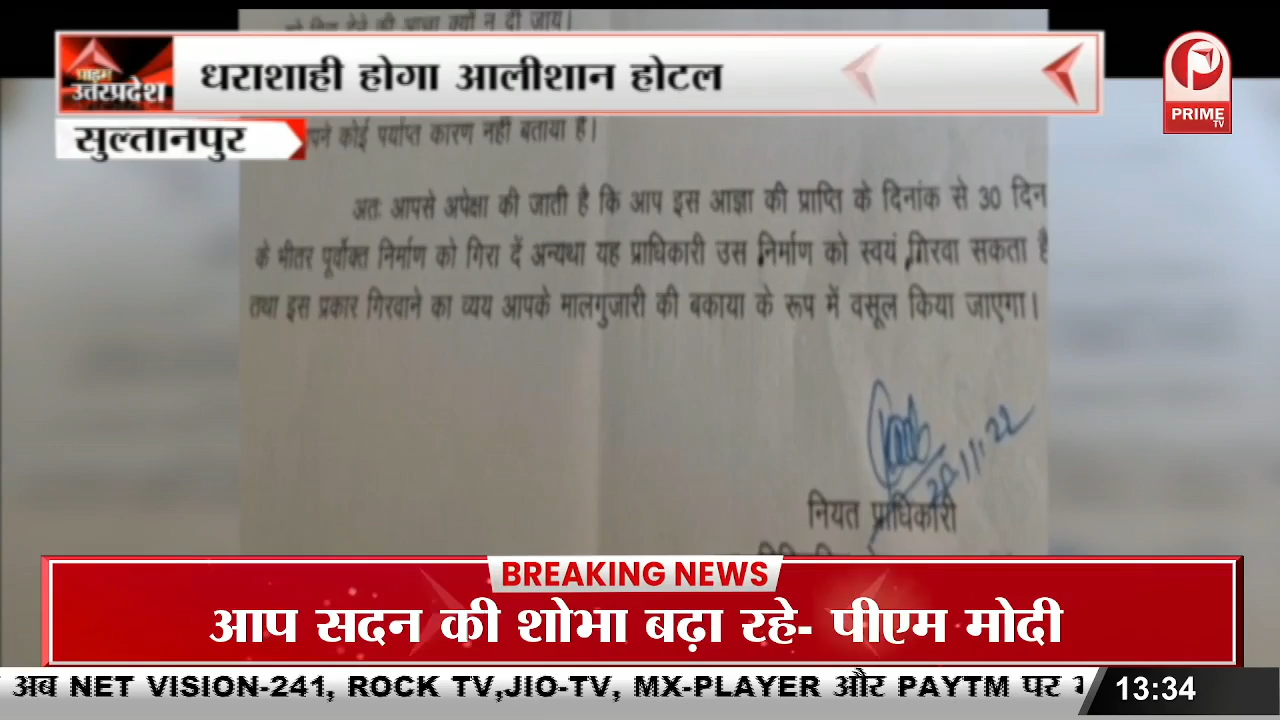 को गिरा देने की आज्ञा क्यों न दी जाय।
प्राइम
उत्तरप्रदेश
धराशाही होगा आलीशान होटल
PRIME
TV
सुल्तानपुर
कोई पर्याप्त कारण नहीं बताया है।
अतः आपसे अपेक्षा की जाती है कि आप इस आज्ञा की प्राप्ति के दिनांक से 30 दिन
के भीतर पूर्वोक्त निर्माण को गिरा दें अन्यथा यह प्राधिकारी उस निर्माण को स्वयं गिरवा सकता है
तथा इस प्रकार गिरवाने का व्यय आपके मालगुजारी की बकाया के रूप में वसूल किया जाएगा।
नियत प्राधिकारी
BREAKING NEWS
आप सदन की शोभा बढ़ा रहे- पीएम मोदी
अब NET VISION-241, ROCK TV,JIO-TV, MX-PLAYER और PAYTM पर
13:34